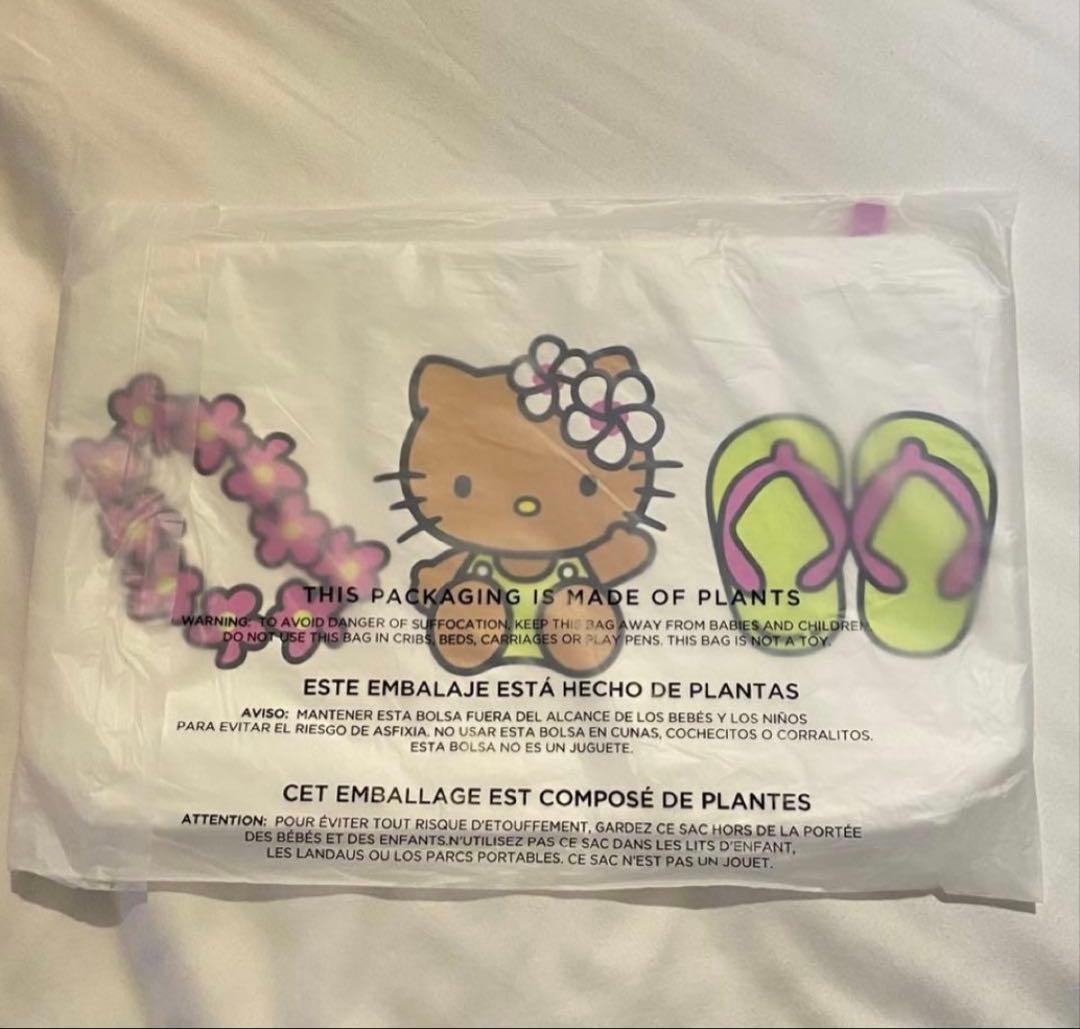 THIS PACKAGING IS MADE OF PLANTS
WARNING: TO AVOID DANGER OF SUFFOCATION, KEEP THIS BAG AWAY FROM BABIES AND CHILDREN
DO NOT USE THIS BAG IN CRIBS, BEDS, CARRIAGES OR PLAY PENS. THIS BAG IS NOT A TOY.
ESTE EMBALAJE ESTÁ HECHO DE PLANTAS
AVISO: MANTENER ESTA BOLSA FUERA DEL ALCANCE DE LOS BEBÉS Y LOS NIÑOS
PARA EVITAR EL RIESGO DE ASFIXIA. NO USAR ESTA BOLSA EN CUNAS, COCHECITOS O CORRALITOS.
ESTA BOLSA NO ES UN JUGUETE.
CET EMBALLAGE EST COMPOSÉ DE PLANTES
ATTENTION: POUR ÉVITER TOUT RISQUE D'ETOUFFEMENT, GARDEZ CE SAC HORS DE LA PORTÉE
DES BÉBÉS ET DES ENFANTS.N'UTILISEZ PAS CE SAC DANS LES LITS D'ENFANT,
LES LANDAUS OU LOS PARCS PORTABLES. CE SAC N'EST PAS UN JOUET.